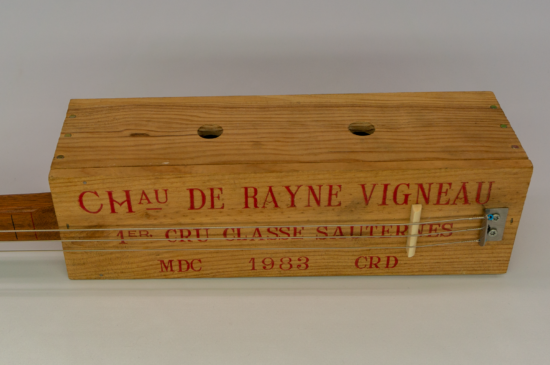 CHAU DE RAYNE VIGNEAU
1ER CRU CLASSE SAUTERNES
MDC 1983 CRD